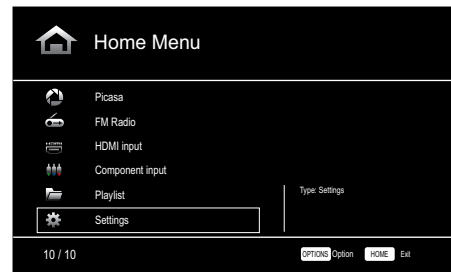 Home Menu
Picasa
FM Radio
HDMI input
Component input
Playlist
Type: Settings
Settings
10 / 10
OPTIONS Option HOME Exit